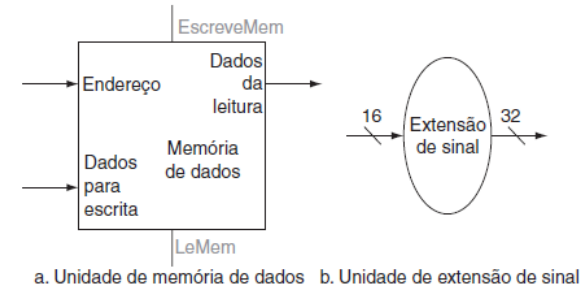 EscreveMem
Endereço
Dados
da
leitura
Memória
de dados
Dados
para
escrita
LeMem
16
Extensão
de sinal
32
a. Unidade de memória de dados
b. Unidade de extensão de sinal